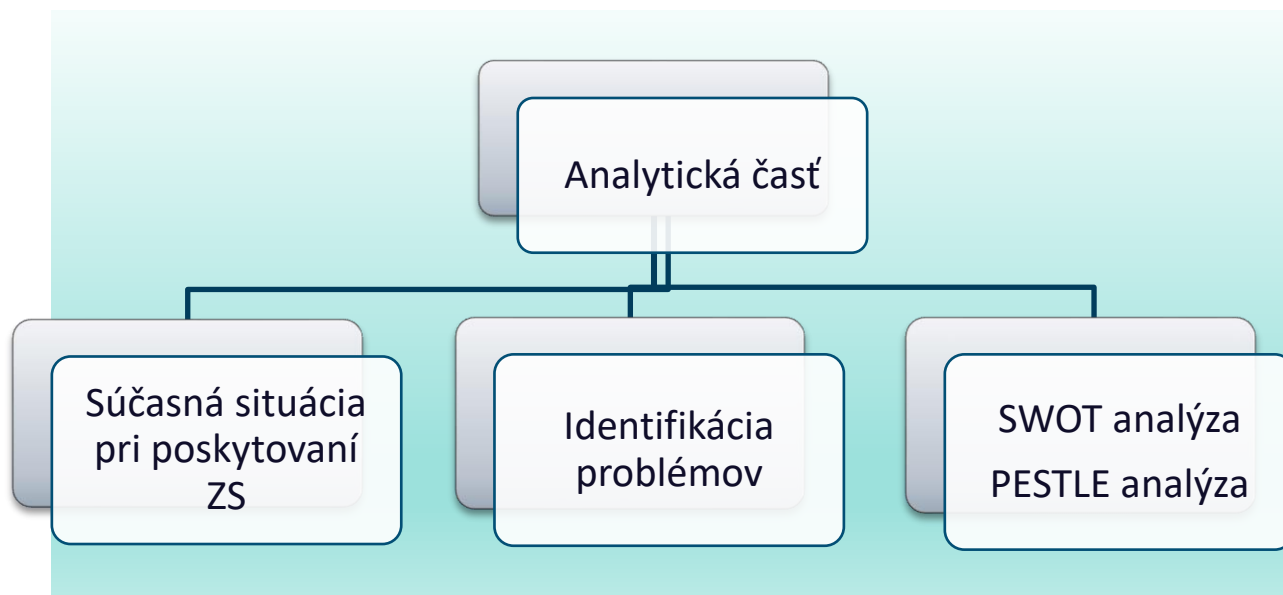 Analytická časť
Súčasná situácia
pri poskytovaní
ZS
Identifikácia
problémov
SWOT analýza
PESTLE analýza